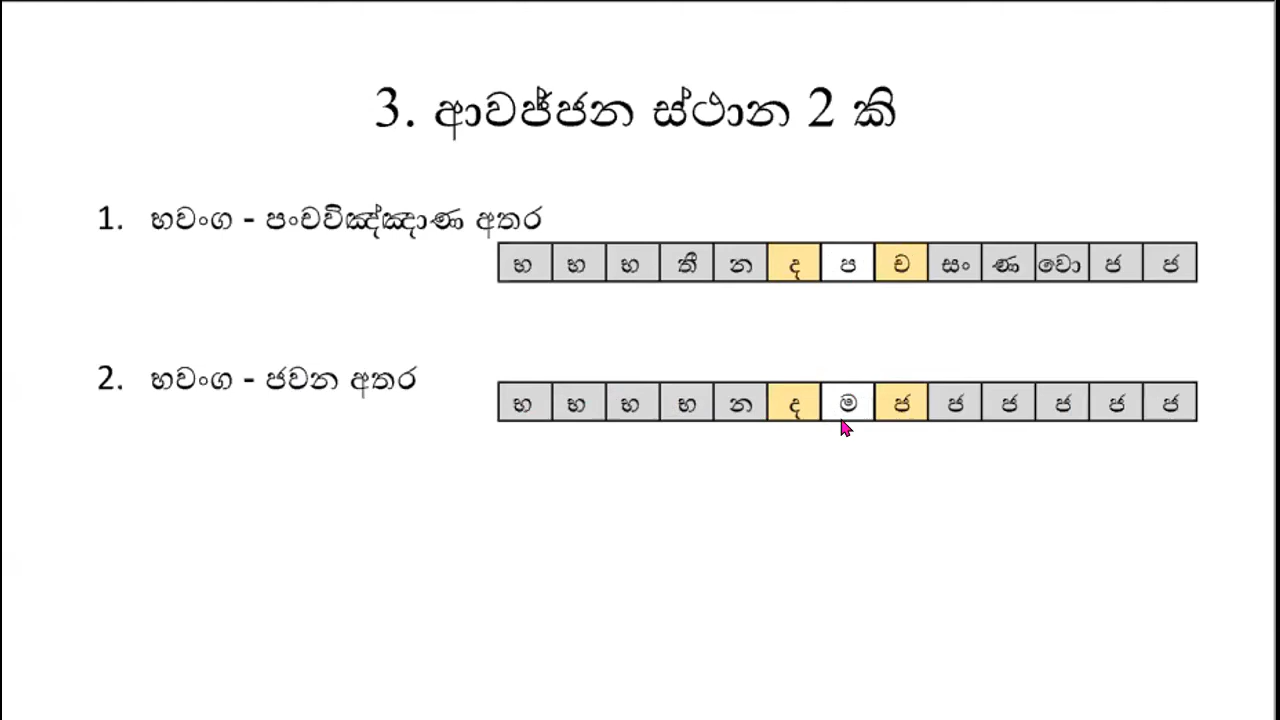 3. ආවජ්ජන ස්ථාන 2 කි
1. භවංග - පංචවිඤ්ඤාණ අතර
භ භ භ තී න ද ප ච සං ණ වො ජ ජ
2. භවංග - ජවන අතර
භ භ භ භ න ද ම ජ ජ ජ ජ ජ ජ